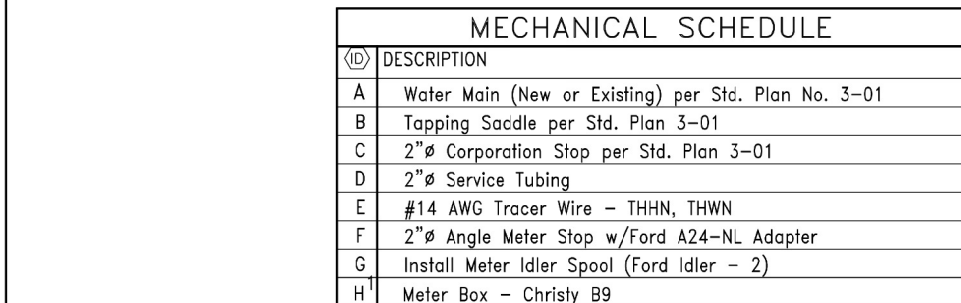 MECHANICAL SCHEDULE
ID DESCRIPTION
A Water Main (New or Existing) per Std. Plan No. 3-01
B Tapping Saddle per Std. Plan 3-01
C 2"ø Corporation Stop per Std. Plan 3-01
D 2"ø Service Tubing
E #14 AWG Tracer Wire - THHN, THWN
F 2"ø Angle Meter Stop w/Ford A24-NL Adapter
G Install Meter Idler Spool (Ford Idler - 2)
H1 Meter Box - Christy B9